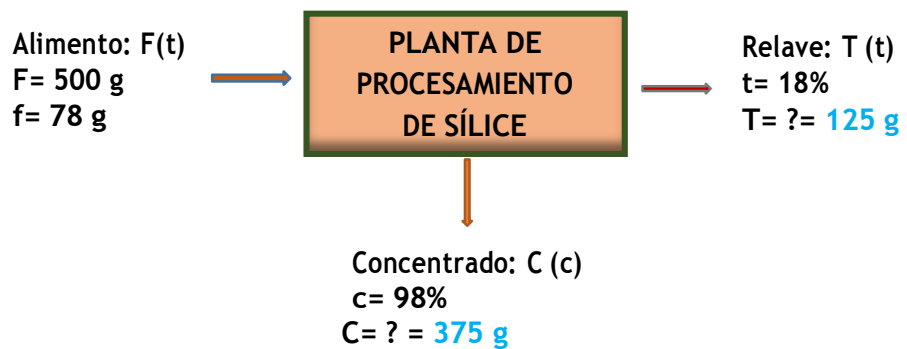 Alimento: F(t)
F= 500 g
f= 78 g
PLANTA DE
PROCESAMIENTO
DE SÍLICE
Relave: T (t)
t= 18%
T= ?= 125 g
Concentrado: C (c)
c= 98%
C= ? = 375 g